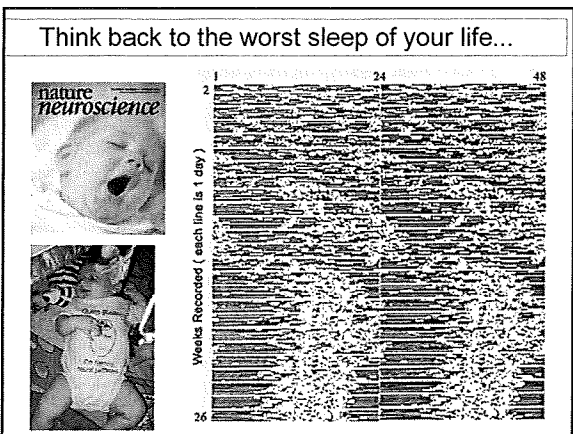 Think back to the worst sleep of your life...
nature
neuroscience
1 24 48
2
Weeks Recorded ( each line is 1 day )
26